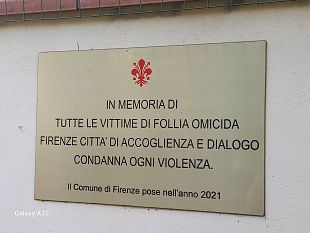 IN MEMORIA DI
TUTTE LE VITTIME DI FOLLIA OMICIDA
FIRENZE CITTA' DI ACCOGLIENZA E DIALOGO
CONDANNA OGNI VIOLENZA.
Il Comune di Firenze pose nell'anno 2021
Galaxy A22